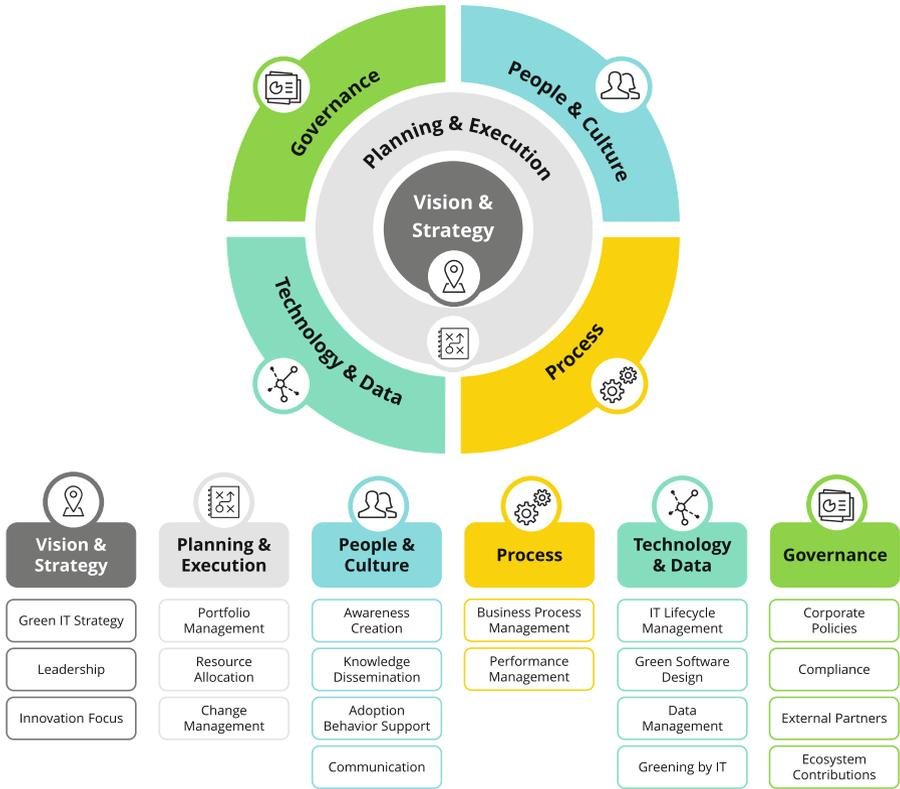 Governance
People & Culture
Planning & Execution
Vision &
Strategy
Technology & Data
Process
Vision &
Strategy
Green IT Strategy
Leadership
Innovation Focus
Planning &
Execution
Portfolio
Management
Resource
Allocation
Change
Management
People &
Culture
Awareness
Creation
Knowledge
Dissemination
Adoption
Behavior Support
Communication
Process
Business Process
Management
Performance
Management
Technology
& Data
IT Lifecycle
Management
Green Software
Design
Data
Management
Greening by IT
Governance
Corporate
Policies
Compliance
External Partners
Ecosystem
Contributions